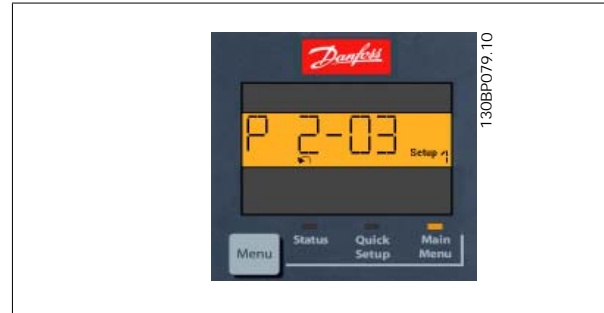 Danfoss
P 2-03
Setup 1
Status
Quick
Setup
Main
Menu
Menu
130BP079.10